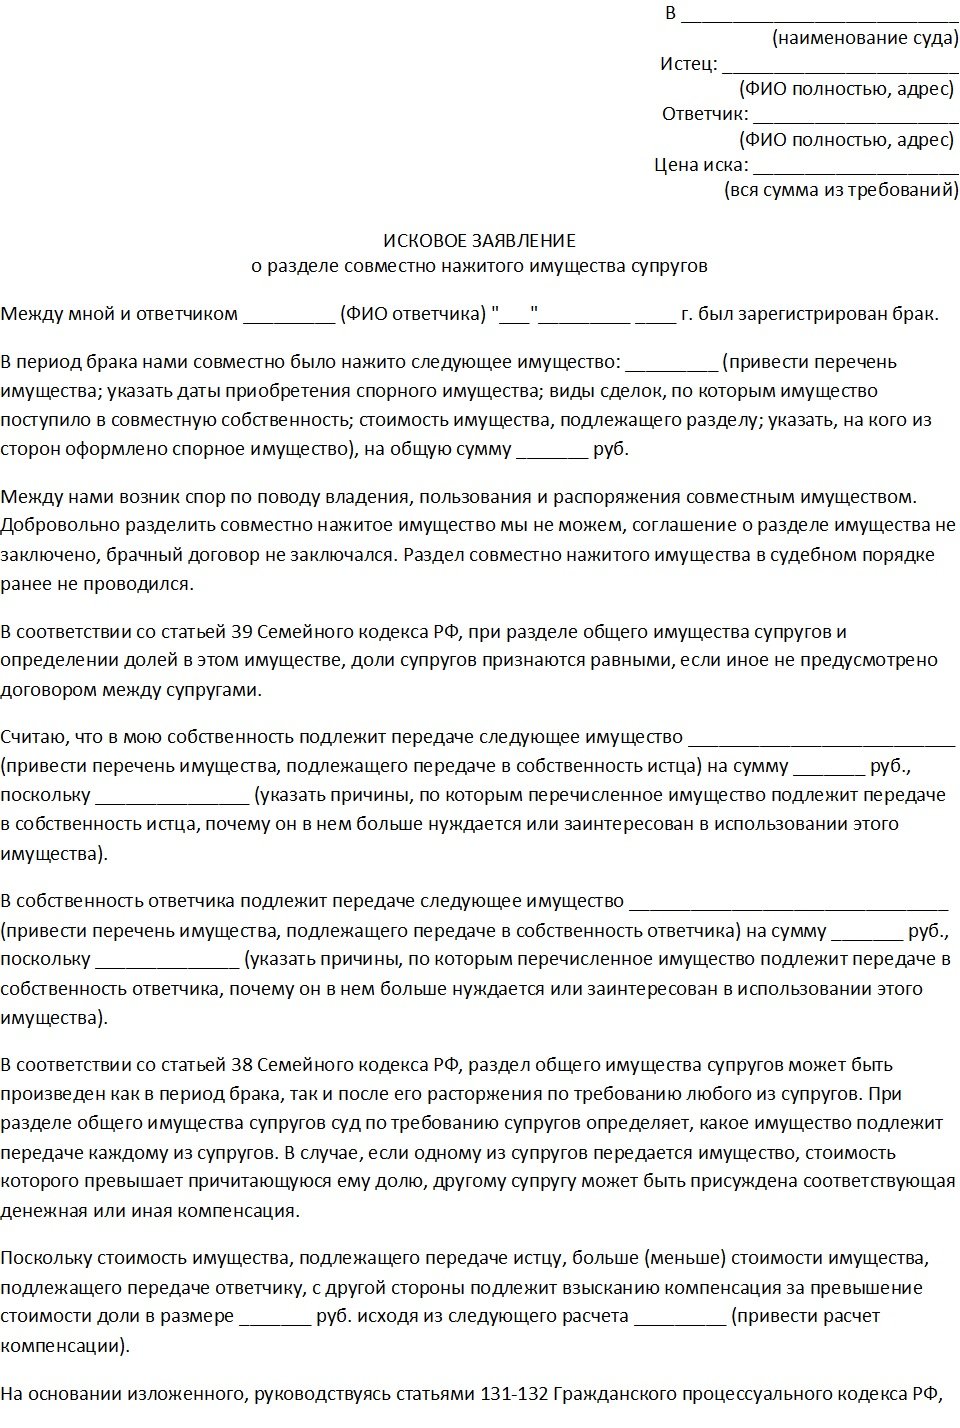 В ___________________________
(наименование суда)
Истец: _______________________
(ФИО полностью, адрес)
Ответчик: ____________________
(ФИО полностью, адрес)
Цена иска: ____________________
(вся сумма из требований)
ИСКОВОЕ ЗАЯВЛЕНИЕ
о разделе совместно нажитого имущества супругов
Между мной и ответчиком _________ (ФИО ответчика) "___"_________ ____ г. был зарегистрирован брак.
В период брака нами совместно было нажито следующее имущество: _________ (привести перечень
имущества; указать даты приобретения спорного имущества; виды сделок, по которым имущество
поступило в совместную собственность; стоимость имущества, подлежащего разделу; указать, на кого из
сторон оформлено спорное имущество), на общую сумму _______ руб.
Между нами возник спор по поводу владения, пользования и распоряжения совместным имуществом.
Добровольно разделить совместно нажитое имущество мы не можем, соглашение о разделе имущества не
заключено, брачный договор не заключался. Раздел совместно нажитого имущества в судебном порядке
ранее не проводился.
В соответствии со статьей 39 Семейного кодекса РФ, при разделе общего имущества супругов и
определении долей в этом имуществе, доли супругов признаются равными, если иное не предусмотрено
договором между супругами.
Считаю, что в мою собственность подлежит передаче следующее имущество __________________________
(привести перечень имущества, подлежащего передаче в собственность истца) на сумму _______ руб.,
поскольку _______________ (указать причины, по которым перечисленное имущество подлежит передаче
в собственность истца, почему он в нем больше нуждается или заинтересован в использовании этого
имущества).
В собственность ответчика подлежит передаче следующее имущество _______________________________
(привести перечень имущества, подлежащего передаче в собственность ответчика) на сумму _______ руб.,
поскольку ______________ (указать причины, по которым перечисленное имущество подлежит передаче в
собственность ответчика, почему он в нем больше нуждается или заинтересован в использовании этого
имущества).
В соответствии со статьей 38 Семейного кодекса РФ, раздел общего имущества супругов может быть
произведен как в период брака, так и после его расторжения по требованию любого из супругов. При
разделе общего имущества супругов суд по требованию супругов определяет, какое имущество подлежит
передаче каждому из супругов. В случае, если одному из супругов передается имущество, стоимость
которого превышает причитающуюся ему долю, другому супругу может быть присуждена соответствующая
денежная или иная компенсация.
Поскольку стоимость имущества, подлежащего передаче истцу, больше (меньше) стоимости имущества,
подлежащего передаче ответчику, с другой стороны подлежит взысканию компенсация за превышение
стоимости доли в размере _______ руб. исходя из следующего расчета _________ (привести расчет
компенсации).
На основании изложенного, руководствуясь статьями 131-132 Гражданского процессуального кодекса РФ,